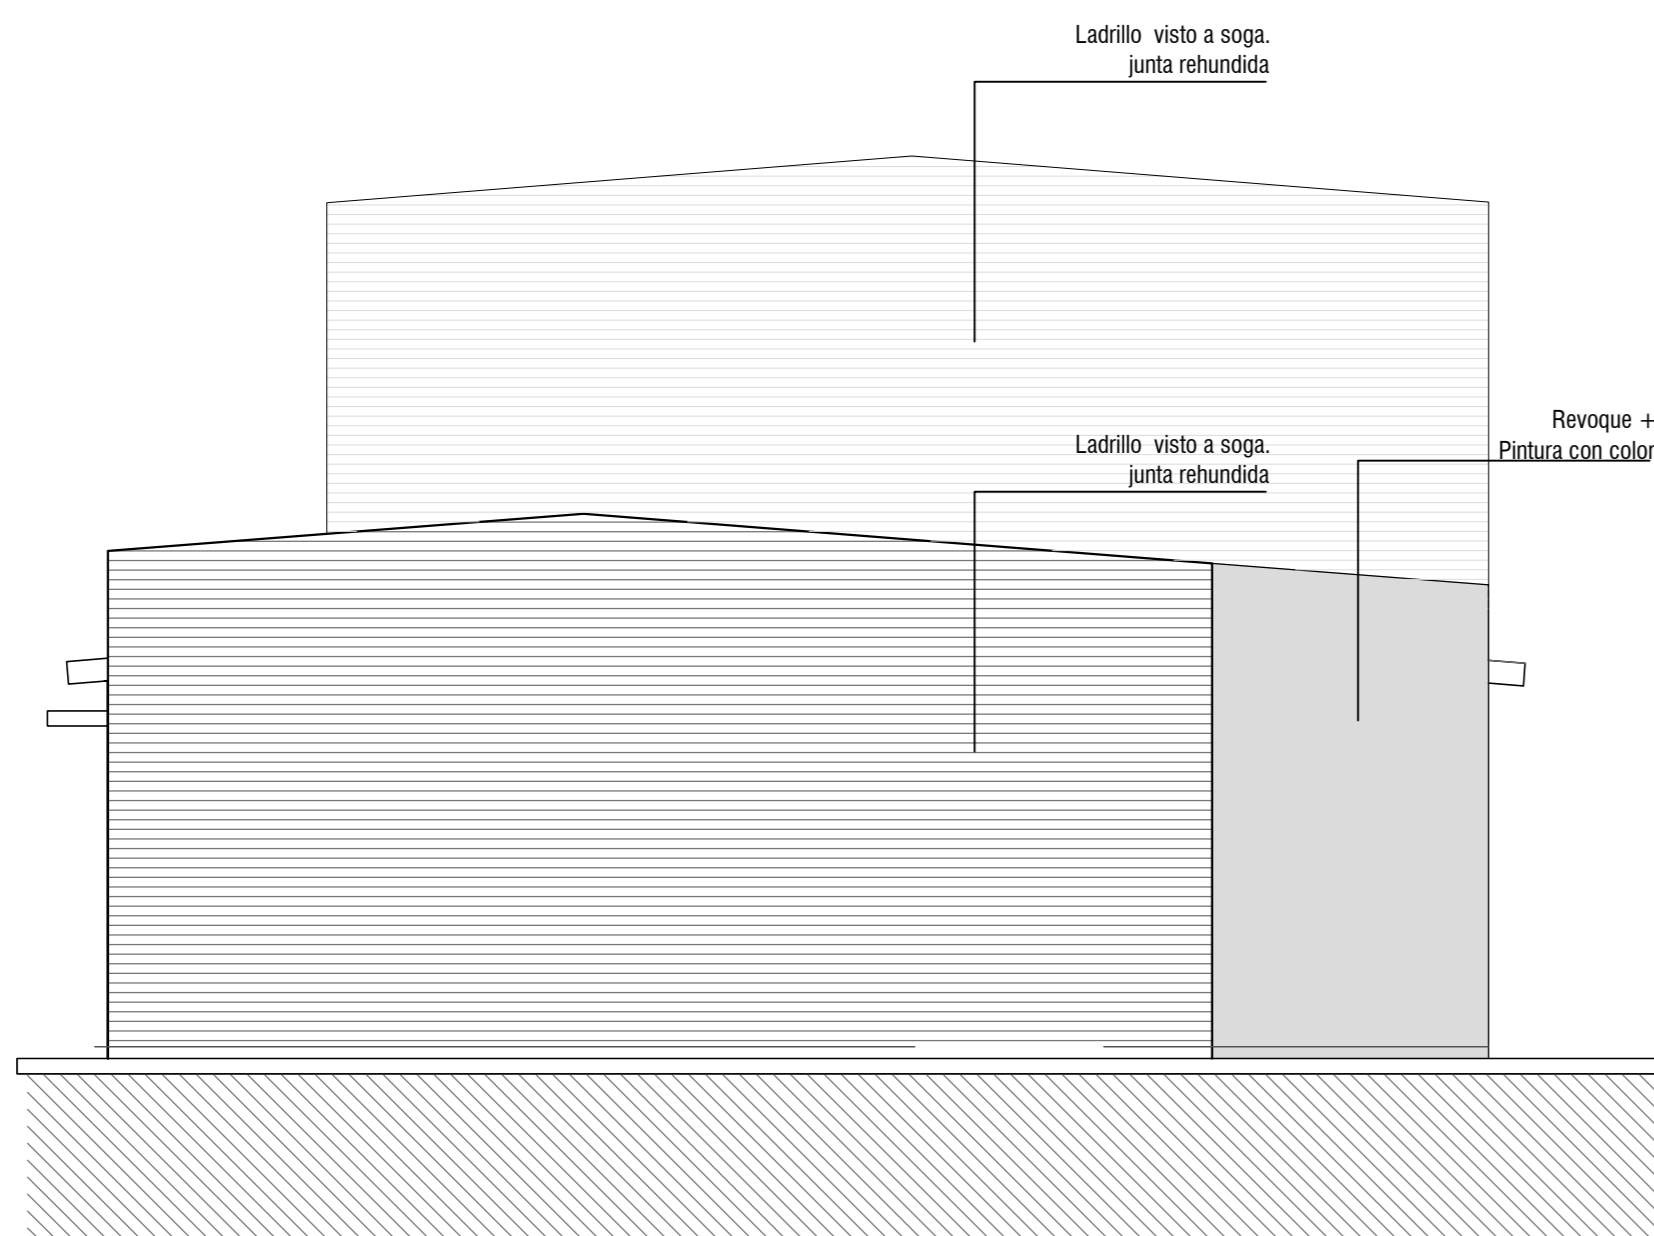 Ladrillo visto a soga.
junta rehundida
Revoque +
Pintura con color
Ladrillo visto a soga.
junta rehundida